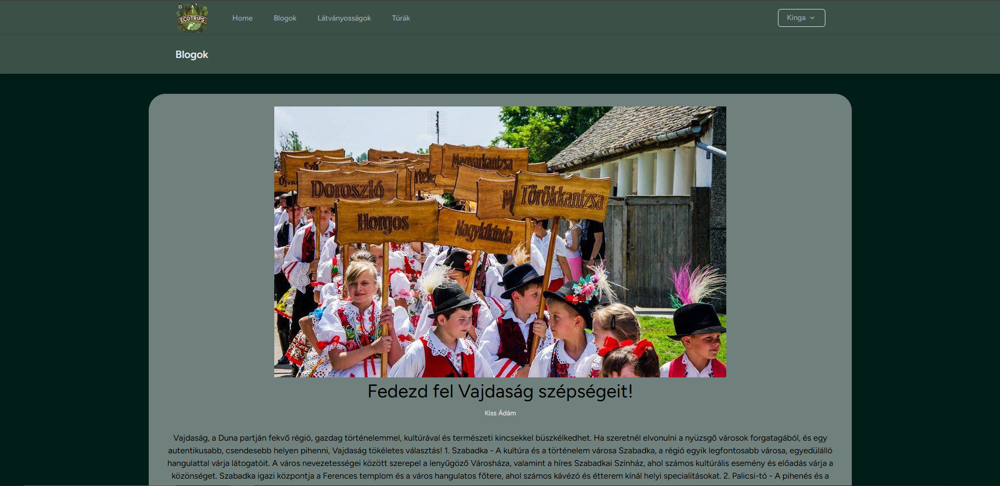 ECOTRIPS
Home
Blogok
Látványosságok
Túrák
Kinga
Blogok
Magyarkanizsa
Doroszló
Törökkanizsa
Horgos
Nagykikinda
Fedezd fel Vajdaság szépségeit!
Kiss Ádám
Vajdaság, a Duna partján fekvő régió, gazdag történelemmel, kultúrával és természeti kincsekkel büszkélkedhet. Ha szeretnél elvonulni a nyüzsgő városok forgatagából, és egy
autentikusabb, csendesebb helyen pihenni, Vajdaság tökéletes választás! 1. Szabadka - A kultúra és a történelem városa Szabadka, a régió egyik legfontosabb városa, egyedülálló
hangulattal várja látogatóit. A város nevezetességei között szerepel a lenyűgöző Városháza, valamint a híres Szabadkai Színház, ahol számos kultúrális esemény és előadás várja a
közönséget. Szabadka igazi központja a Ferences templom és a város hangulatos főtere, ahol számos kávézó és étterem kínál helyi specialitásokat. 2. Palicsi-tó - A pihenés és a